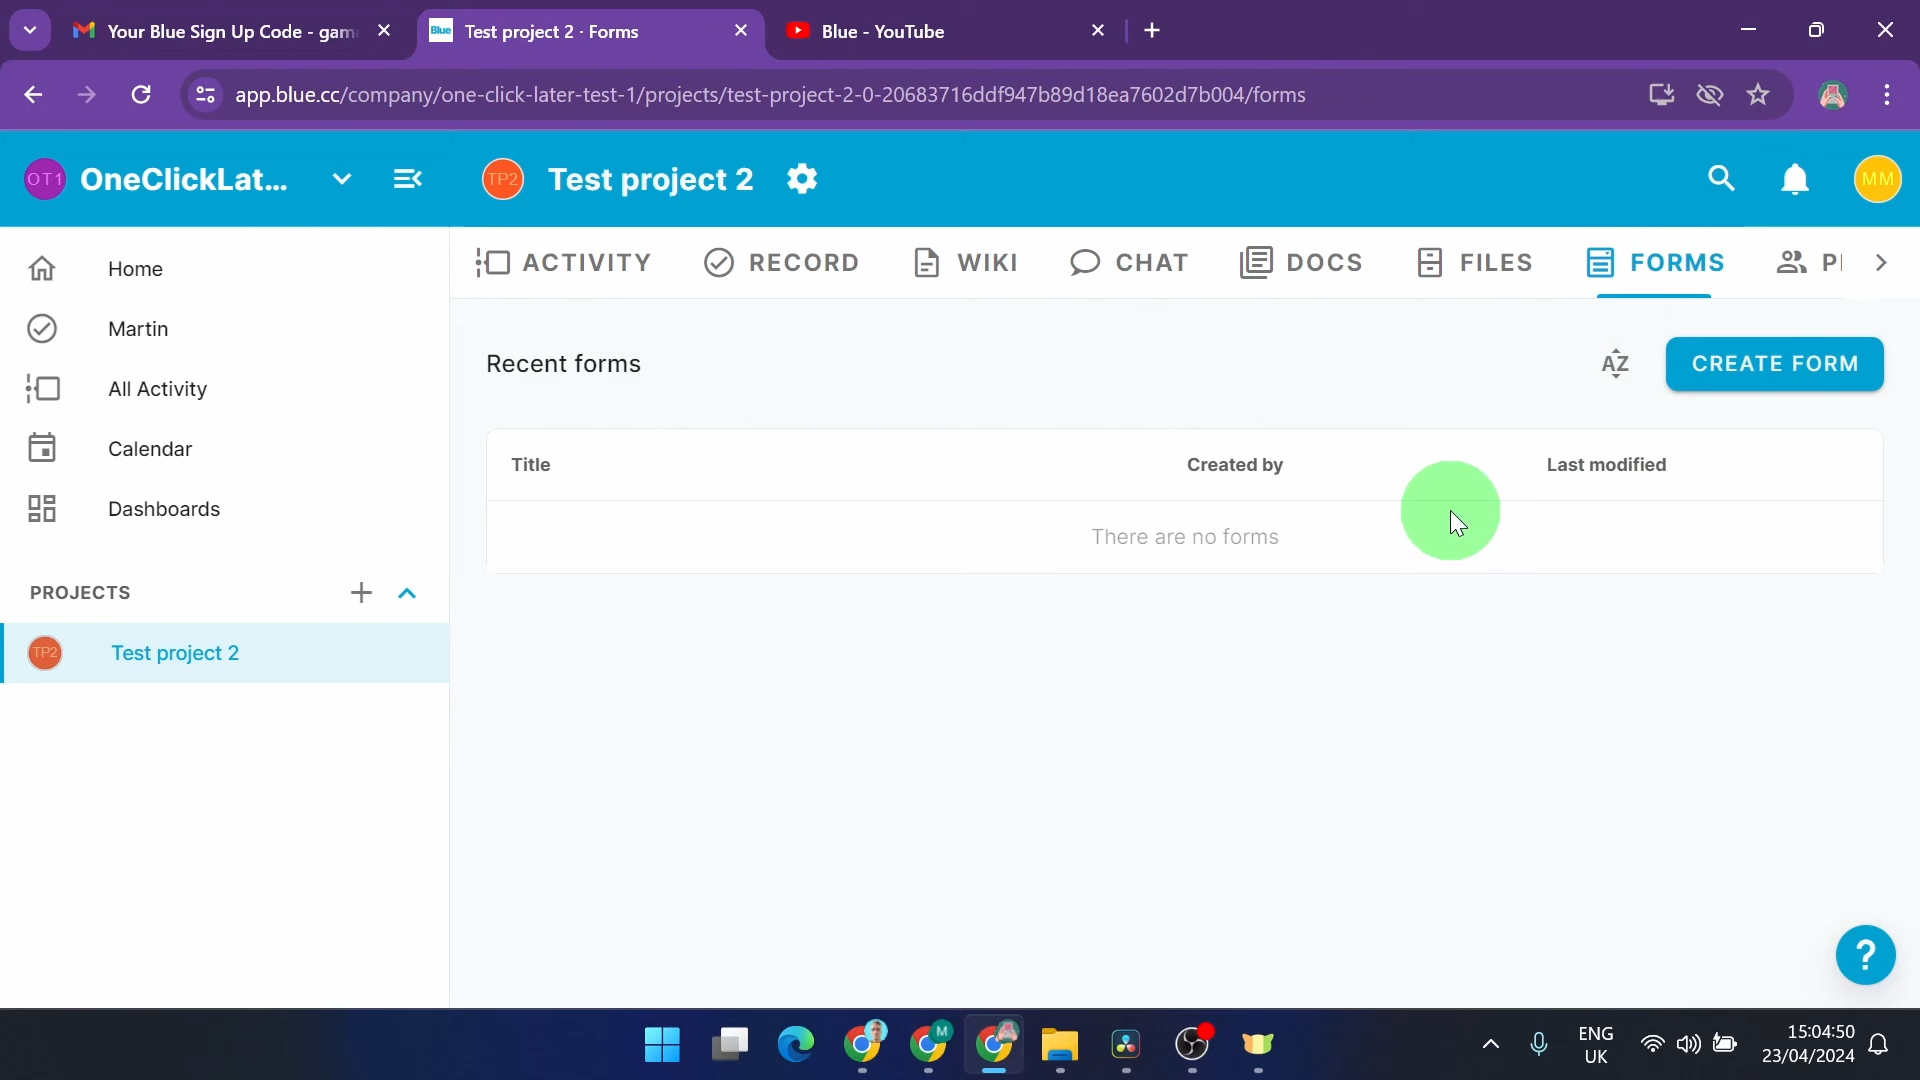 Your Blue Sign Up Code - gam
Blue
Test project 2 · Forms
Blue - YouTube
app.blue.cc/company/one-click-later-test-1/projects/test-project-2-0-20683716ddf947b89d18ea7602d7b004/forms
OT1
OneClickLat...
TP2
Test project 2
MM
Home
Martin
All Activity
Calendar
Dashboards
PROJECTS
TP2
Test project 2
ACTIVITY
RECORD
WIKI
CHAT
DOCS
FILES
FORMS
Recent forms
AZ
CREATE FORM
Title
Created by
Last modified
There are no forms
?
M
ENG
UK
15:04:50
23/04/2024